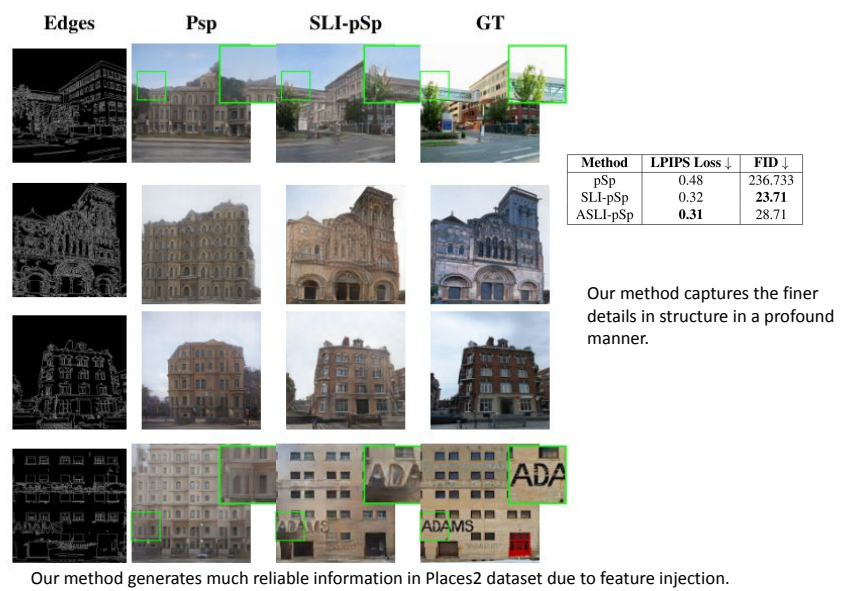 Edges Psp SLI-pSp GT
Method LPIPS Loss ↓ FID ↓
pSp 0.48 236.733
SLI-pSp 0.32 23.71
ASLI-pSp 0.31 28.71
Our method captures the finer
details in structure in a profound
manner.
ADAMS
ADA
ADAMS
ADAMS
ADA
Our method generates much reliable information in Places2 dataset due to feature injection.